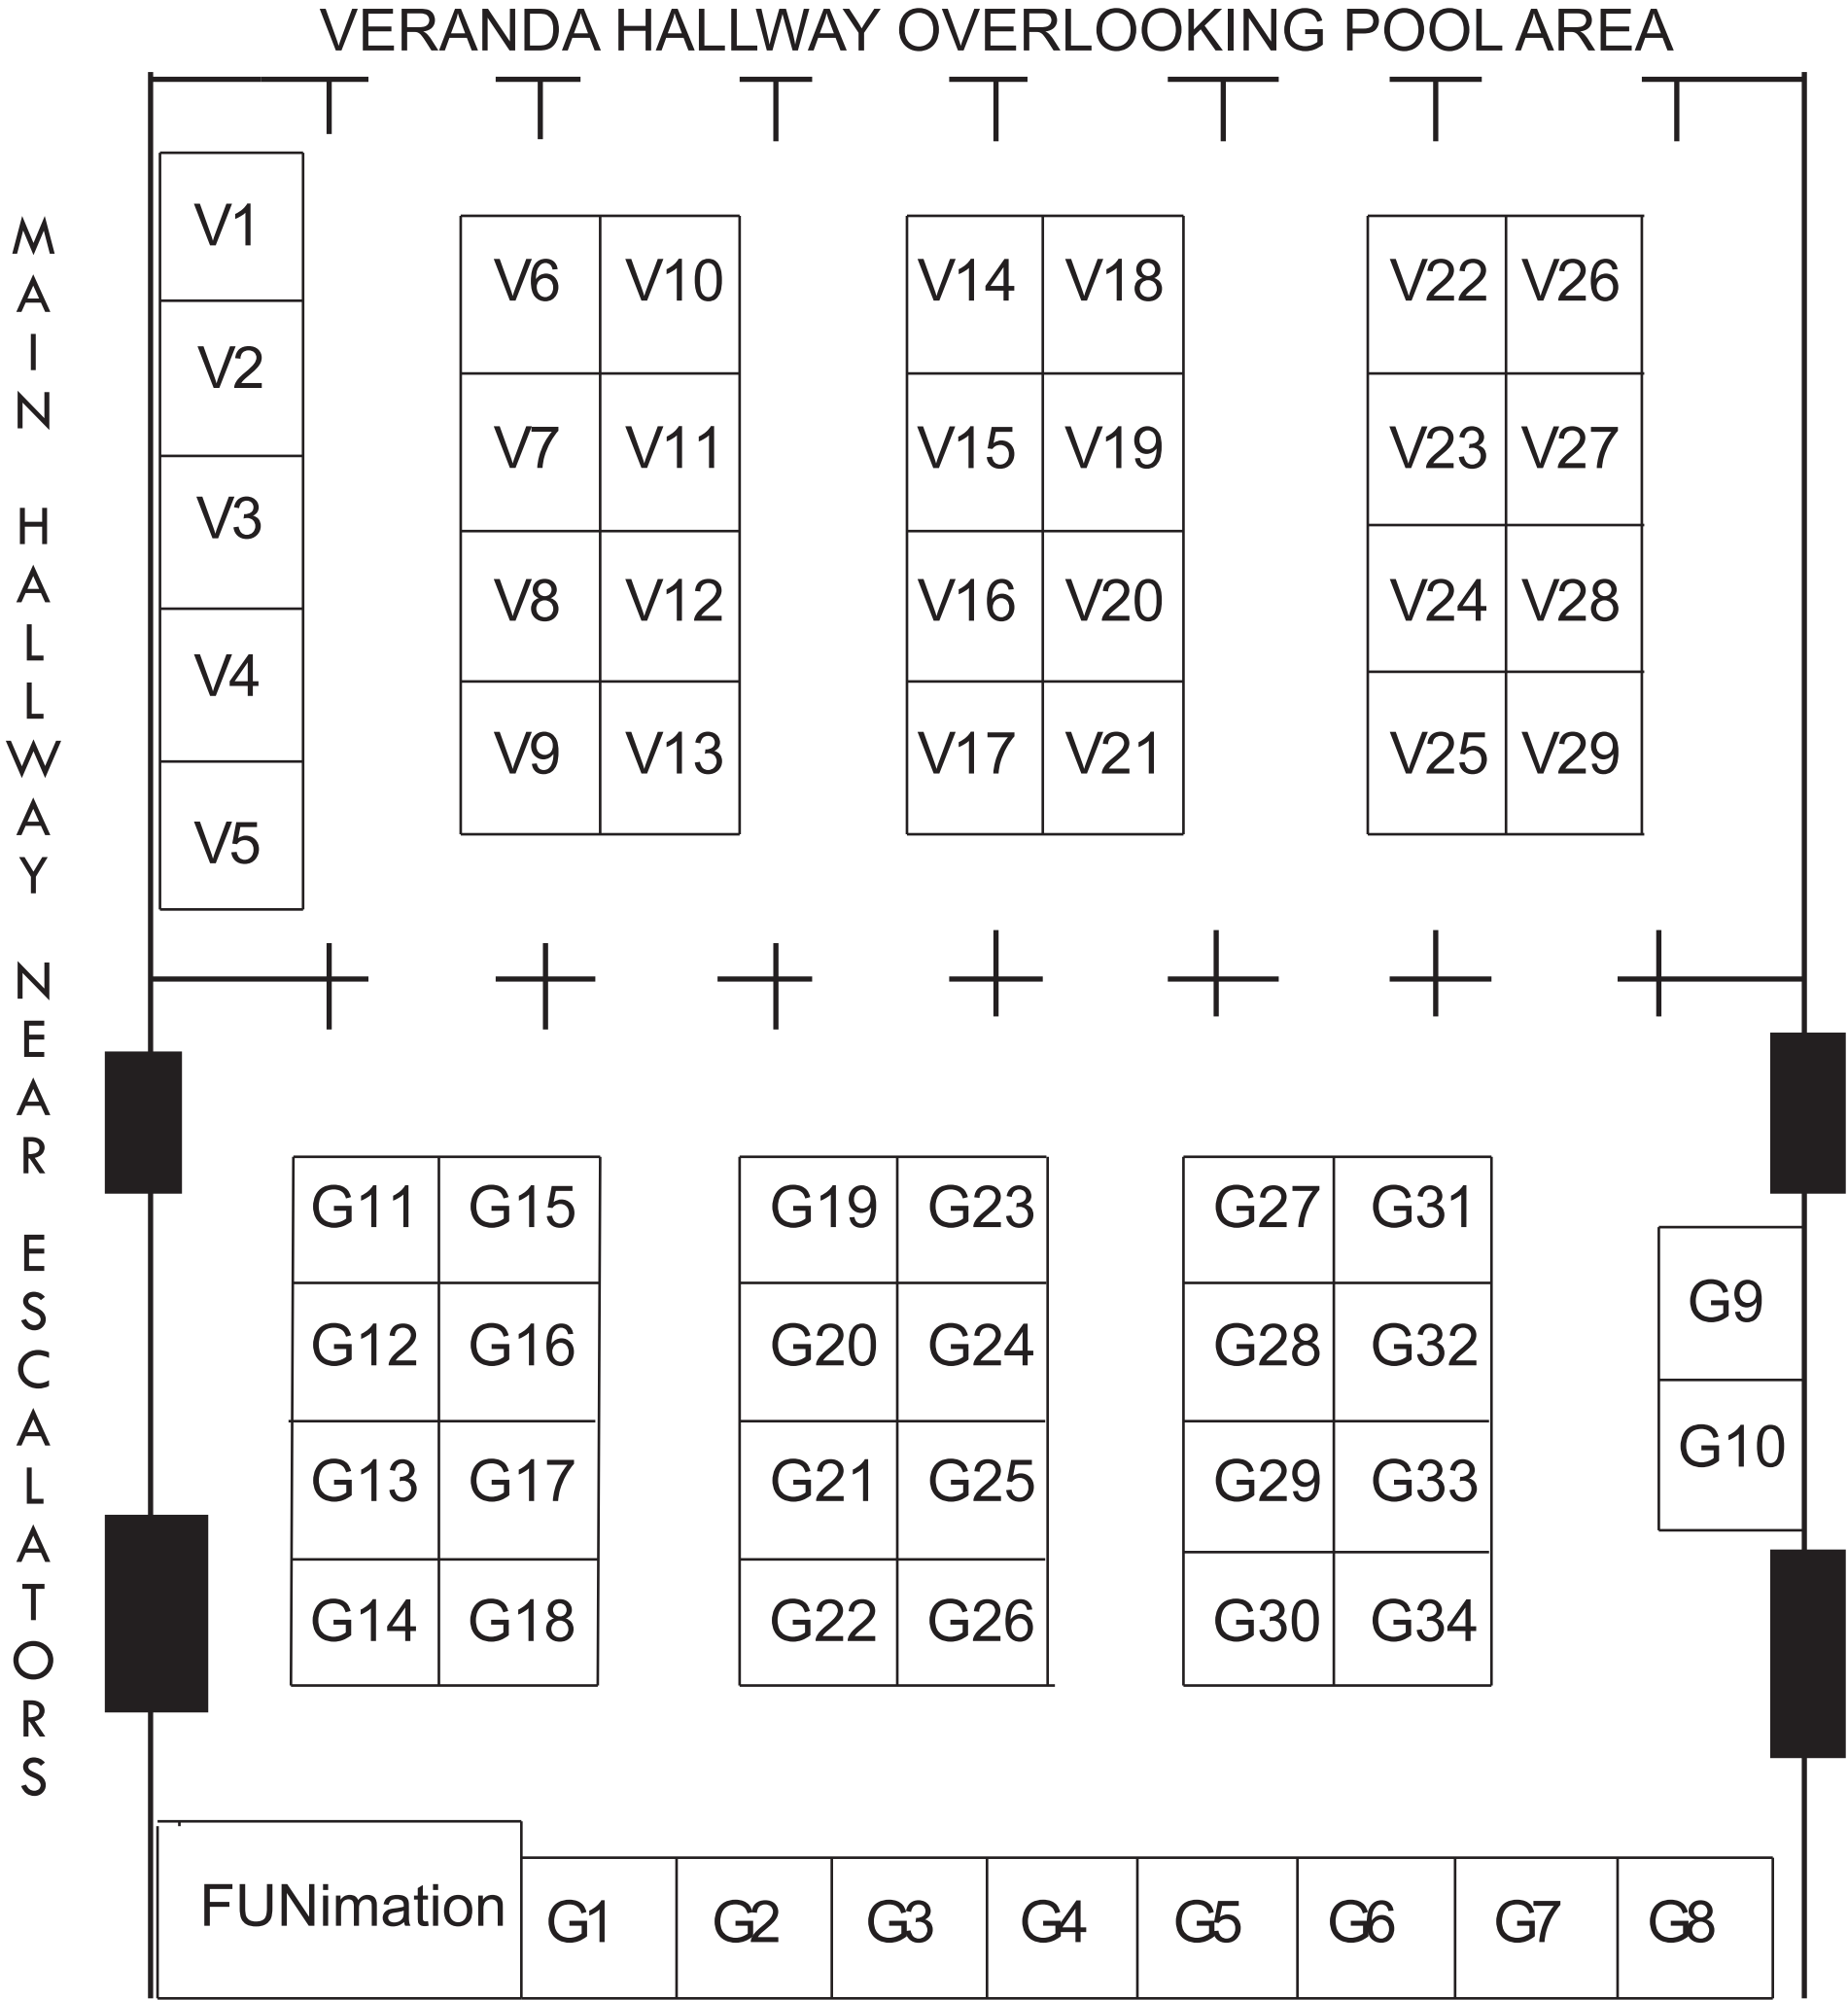 VERANDA HALLWAY OVERLOOKING POOL AREA
MAIN HALLWAY NEAR ESCALATORS
V1
V2
V3
V4
V5
V6 V10
V7 V11
V8 V12
V9 V13
V14 V18
V15 V19
V16 V20
V17 V21
V22 V26
V23 V27
V24 V28
V25 V29
G11 G15
G12 G16
G13 G17
G14 G18
G19 G23
G20 G24
G21 G25
G22 G26
G27 G31
G28 G32
G29 G33
G30 G34
G9
G10
FUNimation G1 G2 G3 G4 G5 G6 G7 G8